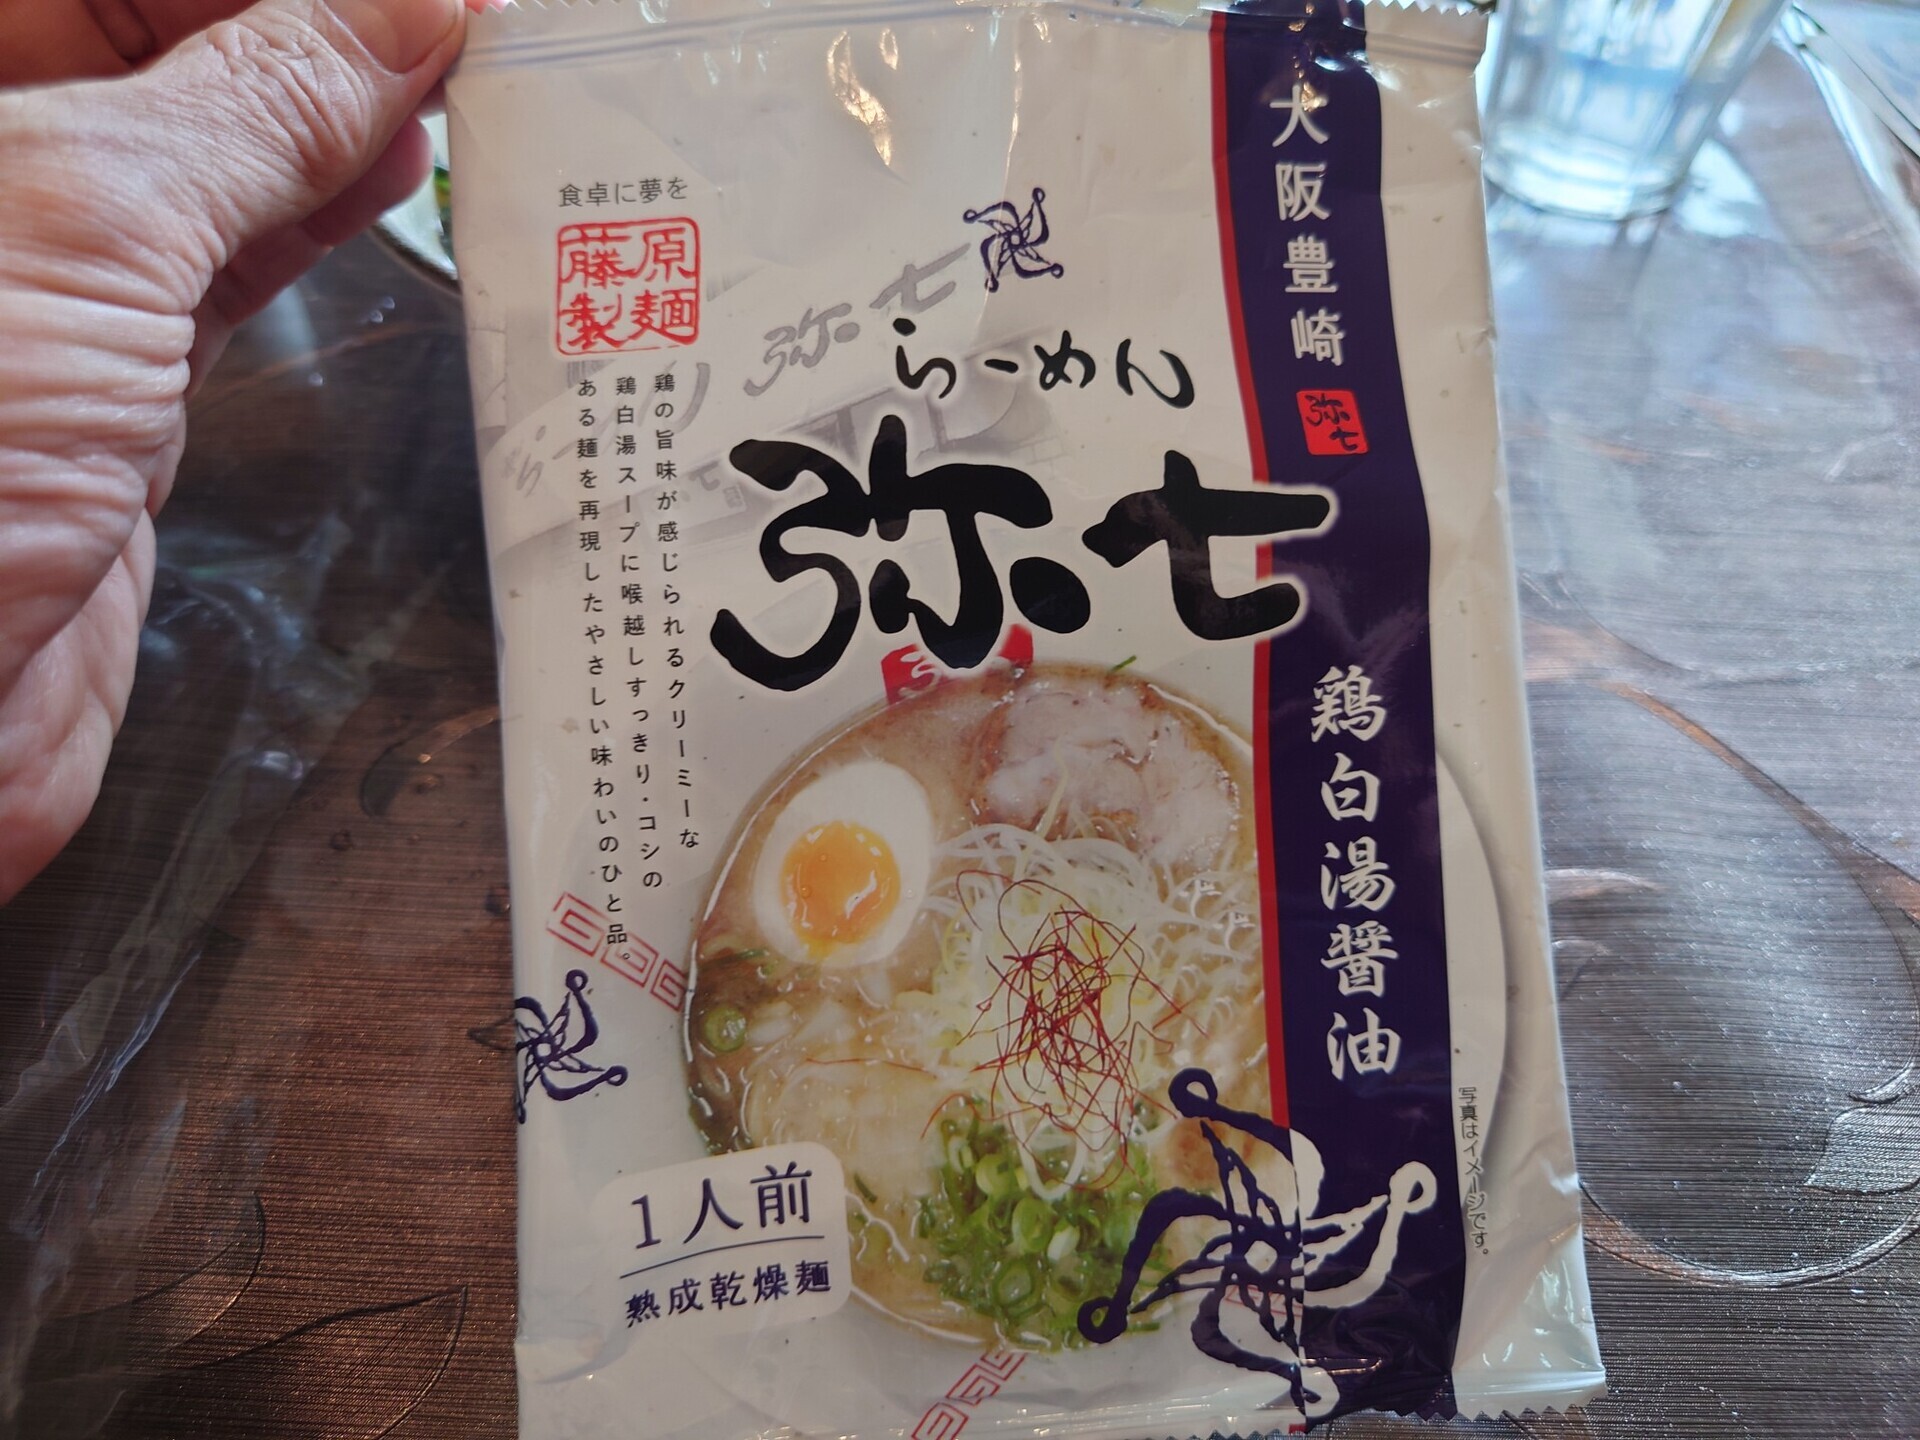 大阪豊崎
弥七
鶏白湯醤油
食卓に夢を
藤原製麺
らーめん
弥七
弥七
鶏の旨味が感じられるクリーミーな
鶏白湯スープに喉越しすっきり・コシの
ある麺を再現したやさしい味わいのひと品。
1人前
熟成乾燥麺
写真はイメージです。